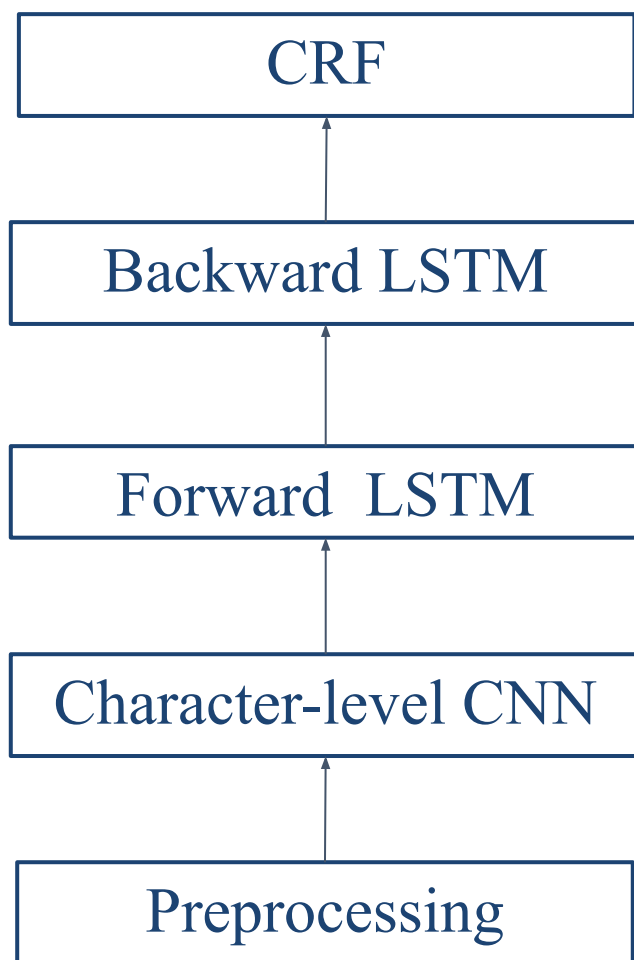 CRF
Backward LSTM
Forward LSTM
Character-level CNN
Preprocessing